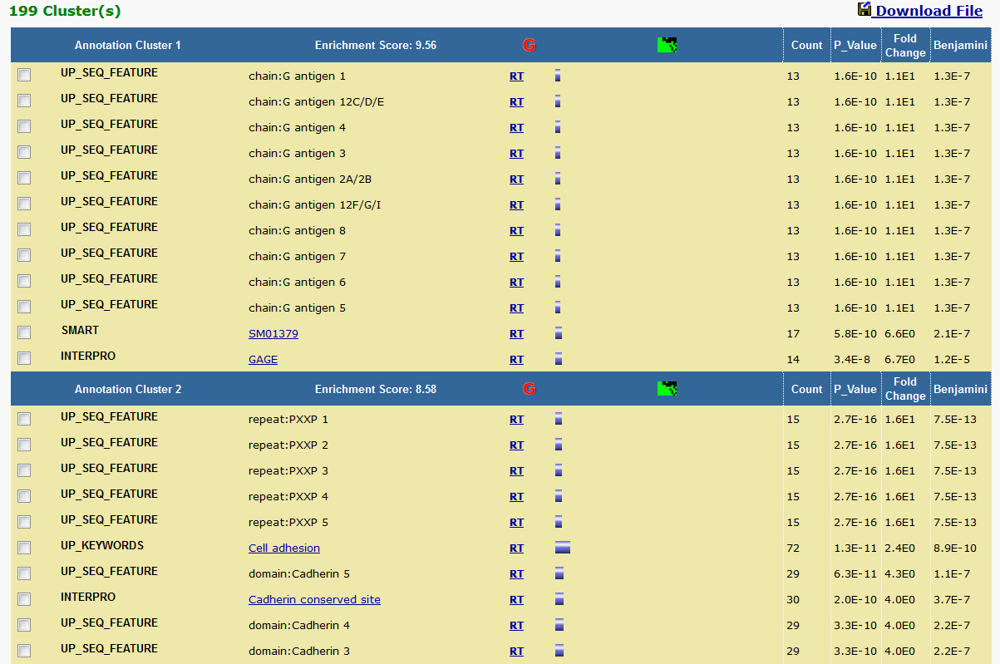 199 Cluster(s) Download File
Annotation Cluster 1 Enrichment Score: 9.56 G Count P_Value Fold Change Benjamini
UP_SEQ_FEATURE chain:G antigen 1 RT 13 1.6E-10 1.1E1 1.3E-7
UP_SEQ_FEATURE chain:G antigen 12C/D/E RT 13 1.6E-10 1.1E1 1.3E-7
UP_SEQ_FEATURE chain:G antigen 4 RT 13 1.6E-10 1.1E1 1.3E-7
UP_SEQ_FEATURE chain:G antigen 3 RT 13 1.6E-10 1.1E1 1.3E-7
UP_SEQ_FEATURE chain:G antigen 2A/2B RT 13 1.6E-10 1.1E1 1.3E-7
UP_SEQ_FEATURE chain:G antigen 12F/G/I RT 13 1.6E-10 1.1E1 1.3E-7
UP_SEQ_FEATURE chain:G antigen 8 RT 13 1.6E-10 1.1E1 1.3E-7
UP_SEQ_FEATURE chain:G antigen 7 RT 13 1.6E-10 1.1E1 1.3E-7
UP_SEQ_FEATURE chain:G antigen 6 RT 13 1.6E-10 1.1E1 1.3E-7
UP_SEQ_FEATURE chain:G antigen 5 RT 13 1.6E-10 1.1E1 1.3E-7
SMART SM01379 RT 17 5.8E-10 6.6E0 2.1E-7
INTERPRO GAGE RT 14 3.4E-8 6.7E0 1.2E-5
Annotation Cluster 2 Enrichment Score: 8.58 G Count P_Value Fold Change Benjamini
UP_SEQ_FEATURE repeat:PXXP 1 RT 15 2.7E-16 1.6E1 7.5E-13
UP_SEQ_FEATURE repeat:PXXP 2 RT 15 2.7E-16 1.6E1 7.5E-13
UP_SEQ_FEATURE repeat:PXXP 3 RT 15 2.7E-16 1.6E1 7.5E-13
UP_SEQ_FEATURE repeat:PXXP 4 RT 15 2.7E-16 1.6E1 7.5E-13
UP_SEQ_FEATURE repeat:PXXP 5 RT 15 2.7E-16 1.6E1 7.5E-13
UP_KEYWORDS Cell adhesion RT 72 1.3E-11 2.4E0 8.9E-10
UP_SEQ_FEATURE domain:Cadherin 5 RT 29 6.3E-11 4.3E0 1.1E-7
INTERPRO Cadherin conserved site RT 30 2.0E-10 4.0E0 3.7E-7
UP_SEQ_FEATURE domain:Cadherin 4 RT 29 3.3E-10 4.0E0 2.2E-7
UP_SEQ_FEATURE domain:Cadherin 3 RT 29 3.3E-10 4.0E0 2.2E-7